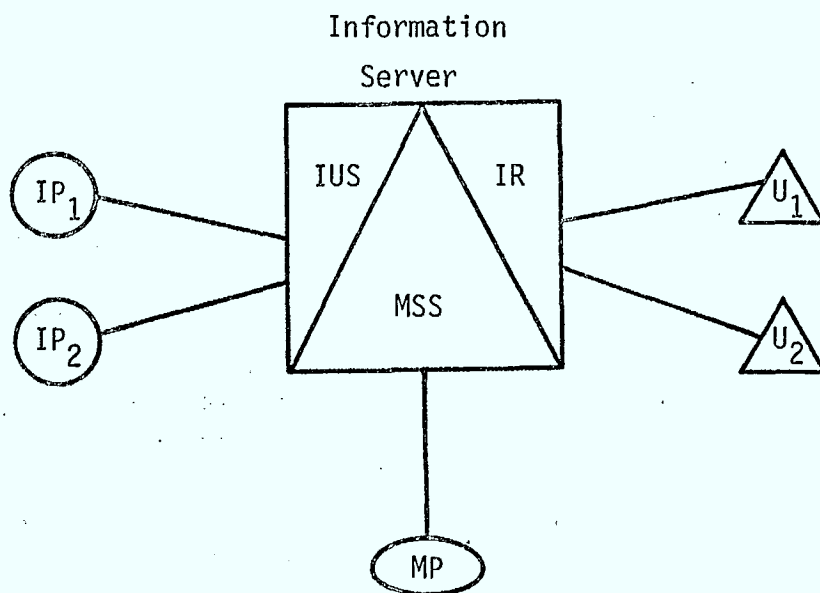 Information
Server
IUS
IR
IP1
U1
MSS
IP2
U2
MP